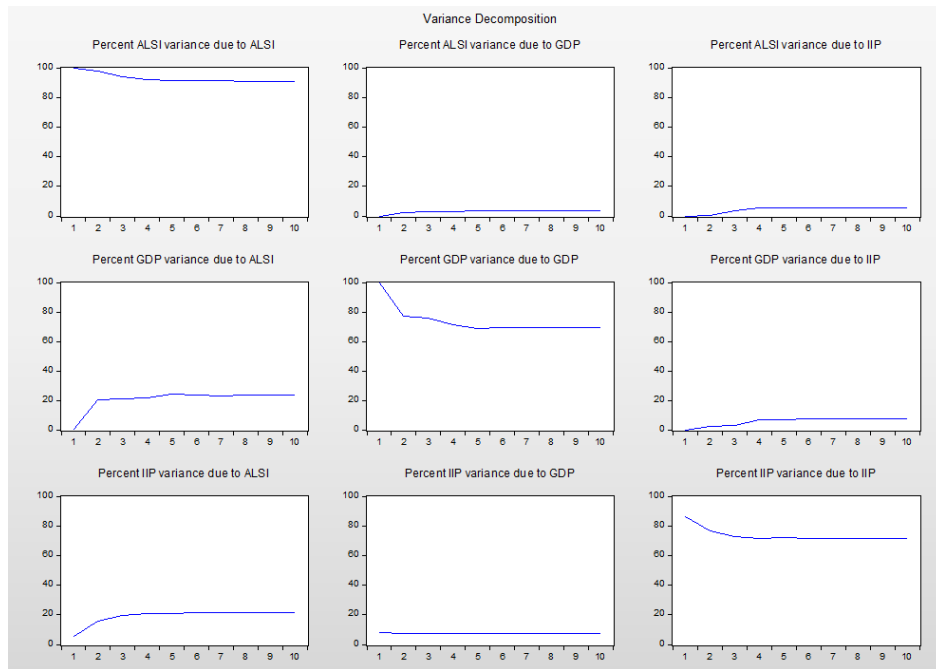 Variance Decomposition
Percent ALSI variance due to ALSI
100
80
60
40
20
0
1 2 3 4 5 6 7 8 9 10
Percent ALSI variance due to GDP
100
80
60
40
20
0
1 2 3 4 5 6 7 8 9 10
Percent ALSI variance due to IIP
100
80
60
40
20
0
1 2 3 4 5 6 7 8 9 10
Percent GDP variance due to ALSI
100
80
60
40
20
0
1 2 3 4 5 6 7 8 9 10
Percent GDP variance due to GDP
100
80
60
40
20
0
1 2 3 4 5 6 7 8 9 10
Percent GDP variance due to IIP
100
80
60
40
20
0
1 2 3 4 5 6 7 8 9 10
Percent IIP variance due to ALSI
100
80
60
40
20
0
1 2 3 4 5 6 7 8 9 10
Percent IIP variance due to GDP
100
80
60
40
20
0
1 2 3 4 5 6 7 8 9 10
Percent IIP variance due to IIP
100
80
60
40
20
0
1 2 3 4 5 6 7 8 9 10